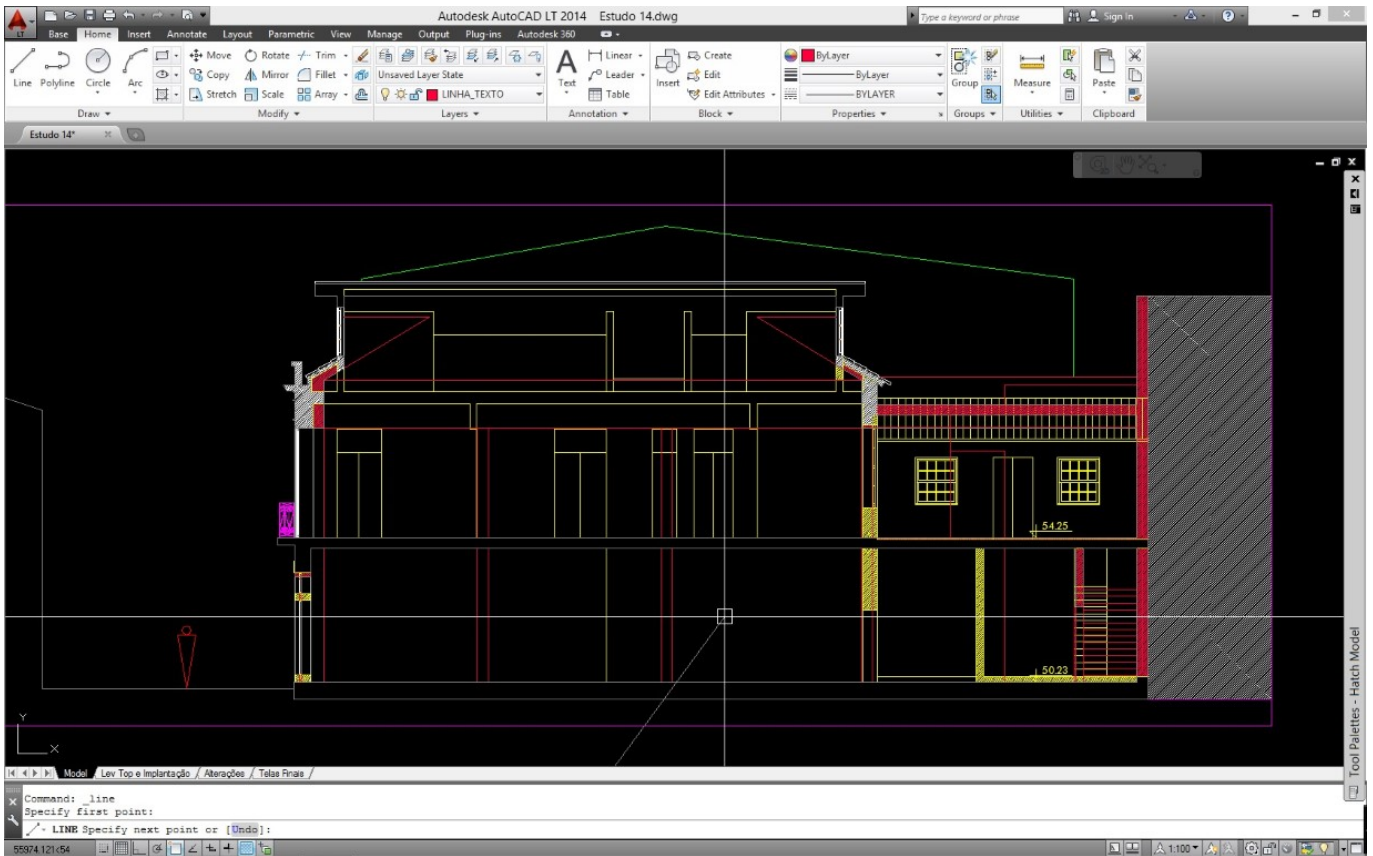 Autodesk AutoCAD LT 2014 Estudo 14.dwg
Type a keyword or phrase
Sign In
LT
Base Home Insert Annotate Layout Parametric View Manage Output Plug-ins Autodesk 360
Line Polyline Circle Arc
Move Rotate Trim
Copy Mirror Fillet
Stretch Scale Array
Unsaved Layer State
LINHA_TEXTO
Text
Linear
Leader
Table
Insert
Create
Edit
Edit Attributes
ByLayer
ByLayer
BYLAYER
Group
Measure
Paste
Draw Modify Layers Annotation Block Properties Groups Utilities Clipboard
Estudo 14*
54.25
50.23
Y
X
Tool Palettes - Hatch Model
Model Lev Top e Implantação Alterações Telas Finais
Command: _line
Specify first point:
LINE Specify next point or [Undo]:
55974.121<54
1:100